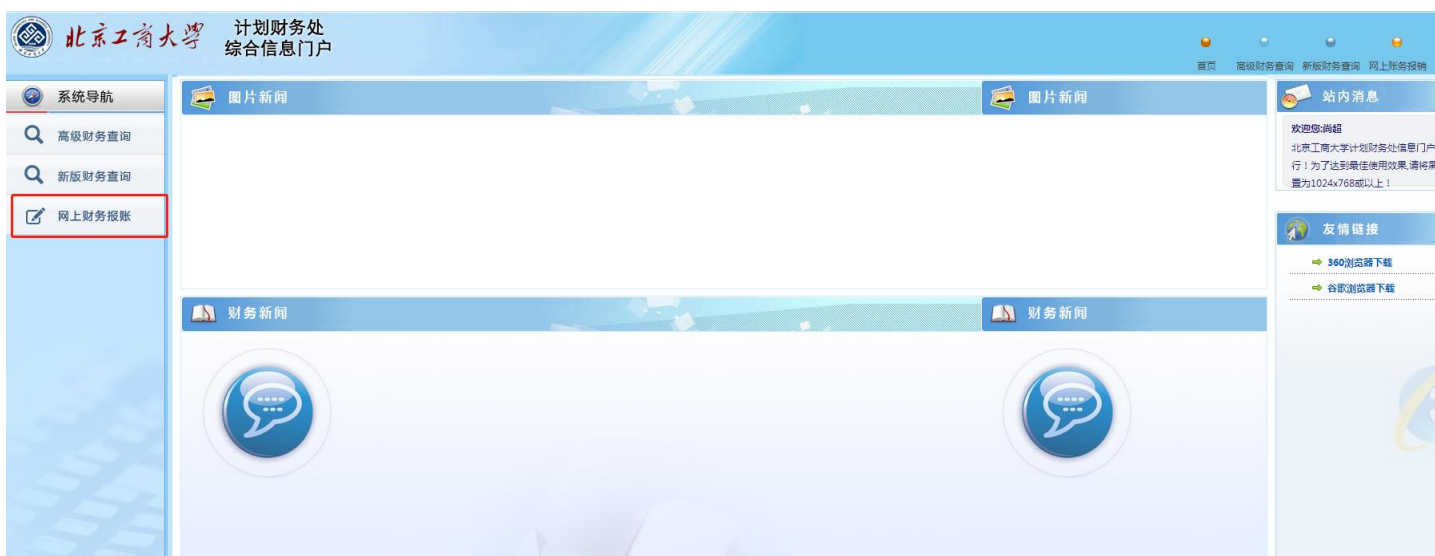 北京工商大學
计划财务处
综合信息门户
首页 高级财务查询 新版财务查询 网上账务报销
系统导航
高级财务查询
新版财务查询
网上财务报账
图片新闻
图片新闻
财务新闻
财务新闻
站内消息
欢迎您:尚超
北京工商大学计划财务处信息门户
行！为了达到最佳使用效果,请将屏
置为1024x768或以上！
友情链接
360浏览器下载
谷歌浏览器下载